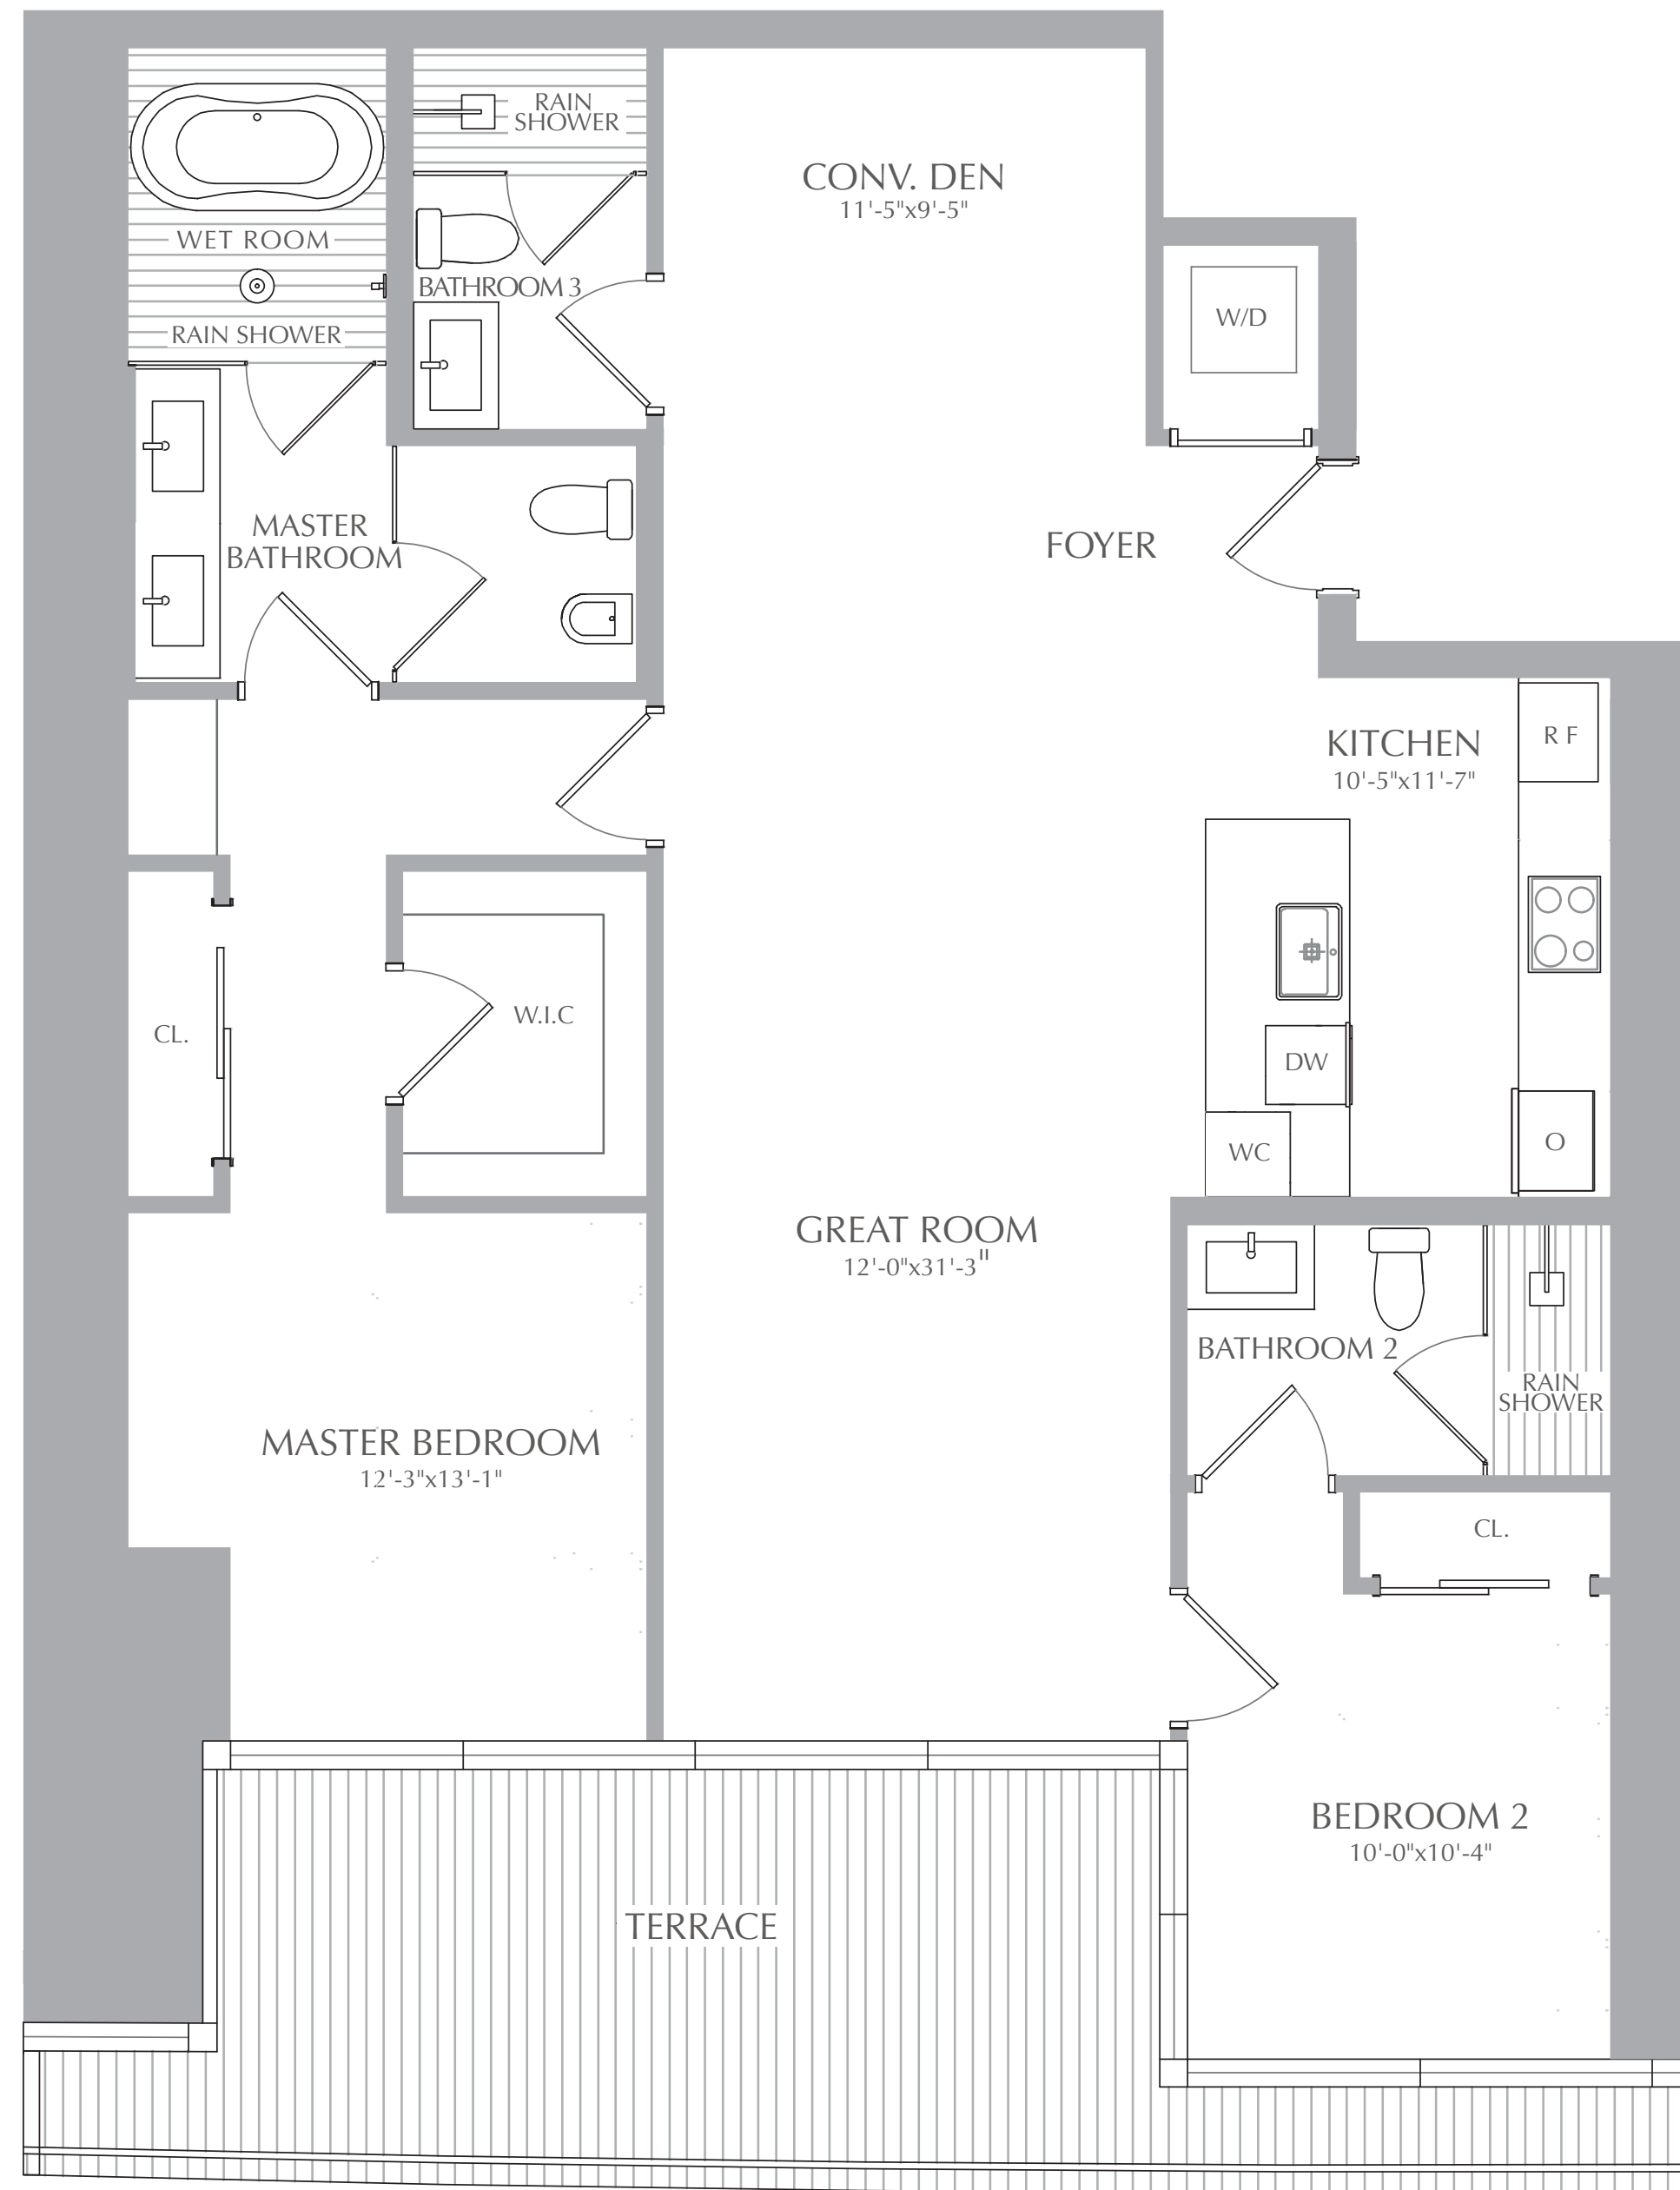 RAIN
SHOWER
CONV. DEN
11'-5"x9'-5"
WET ROOM
BATHROOM 3
W/D
RAIN SHOWER
MASTER
BATHROOM
FOYER
KITCHEN
10'-5"x11'-7"
R F
W.I.C
CL.
DW
O
WC
GREAT ROOM
12'-0"x31'-3"
BATHROOM 2
RAIN
SHOWER
MASTER BEDROOM
12'-3"x13'-1"
CL.
BEDROOM 2
10'-0"x10'-4"
TERRACE